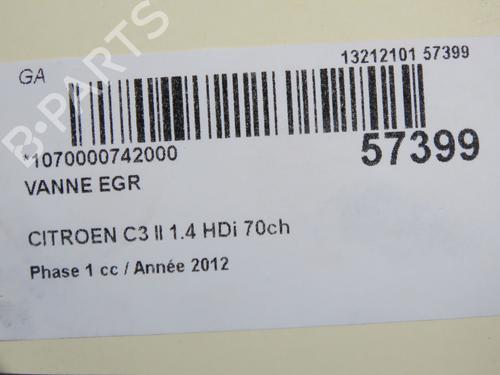 GA
13212101 57399
*1070000742000
57399
VANNE EGR
CITROEN C3 II 1.4 HDi 70ch
Phase 1 cc / Année 2012
B-PARTS